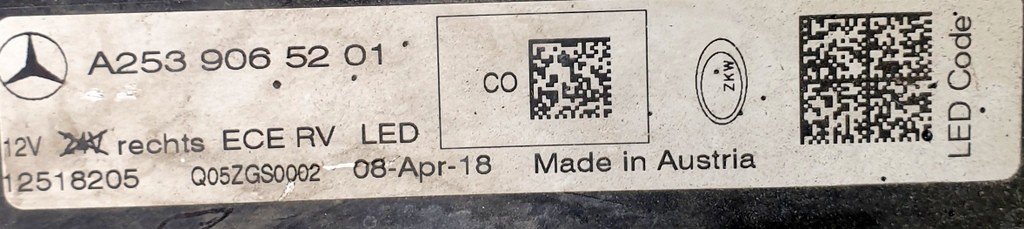 A253 906 52 01
CO
ZKW
LED Code
12V 24V rechts ECE RV LED
12518205 Q05ZGS0002 08-Apr-18 Made in Austria